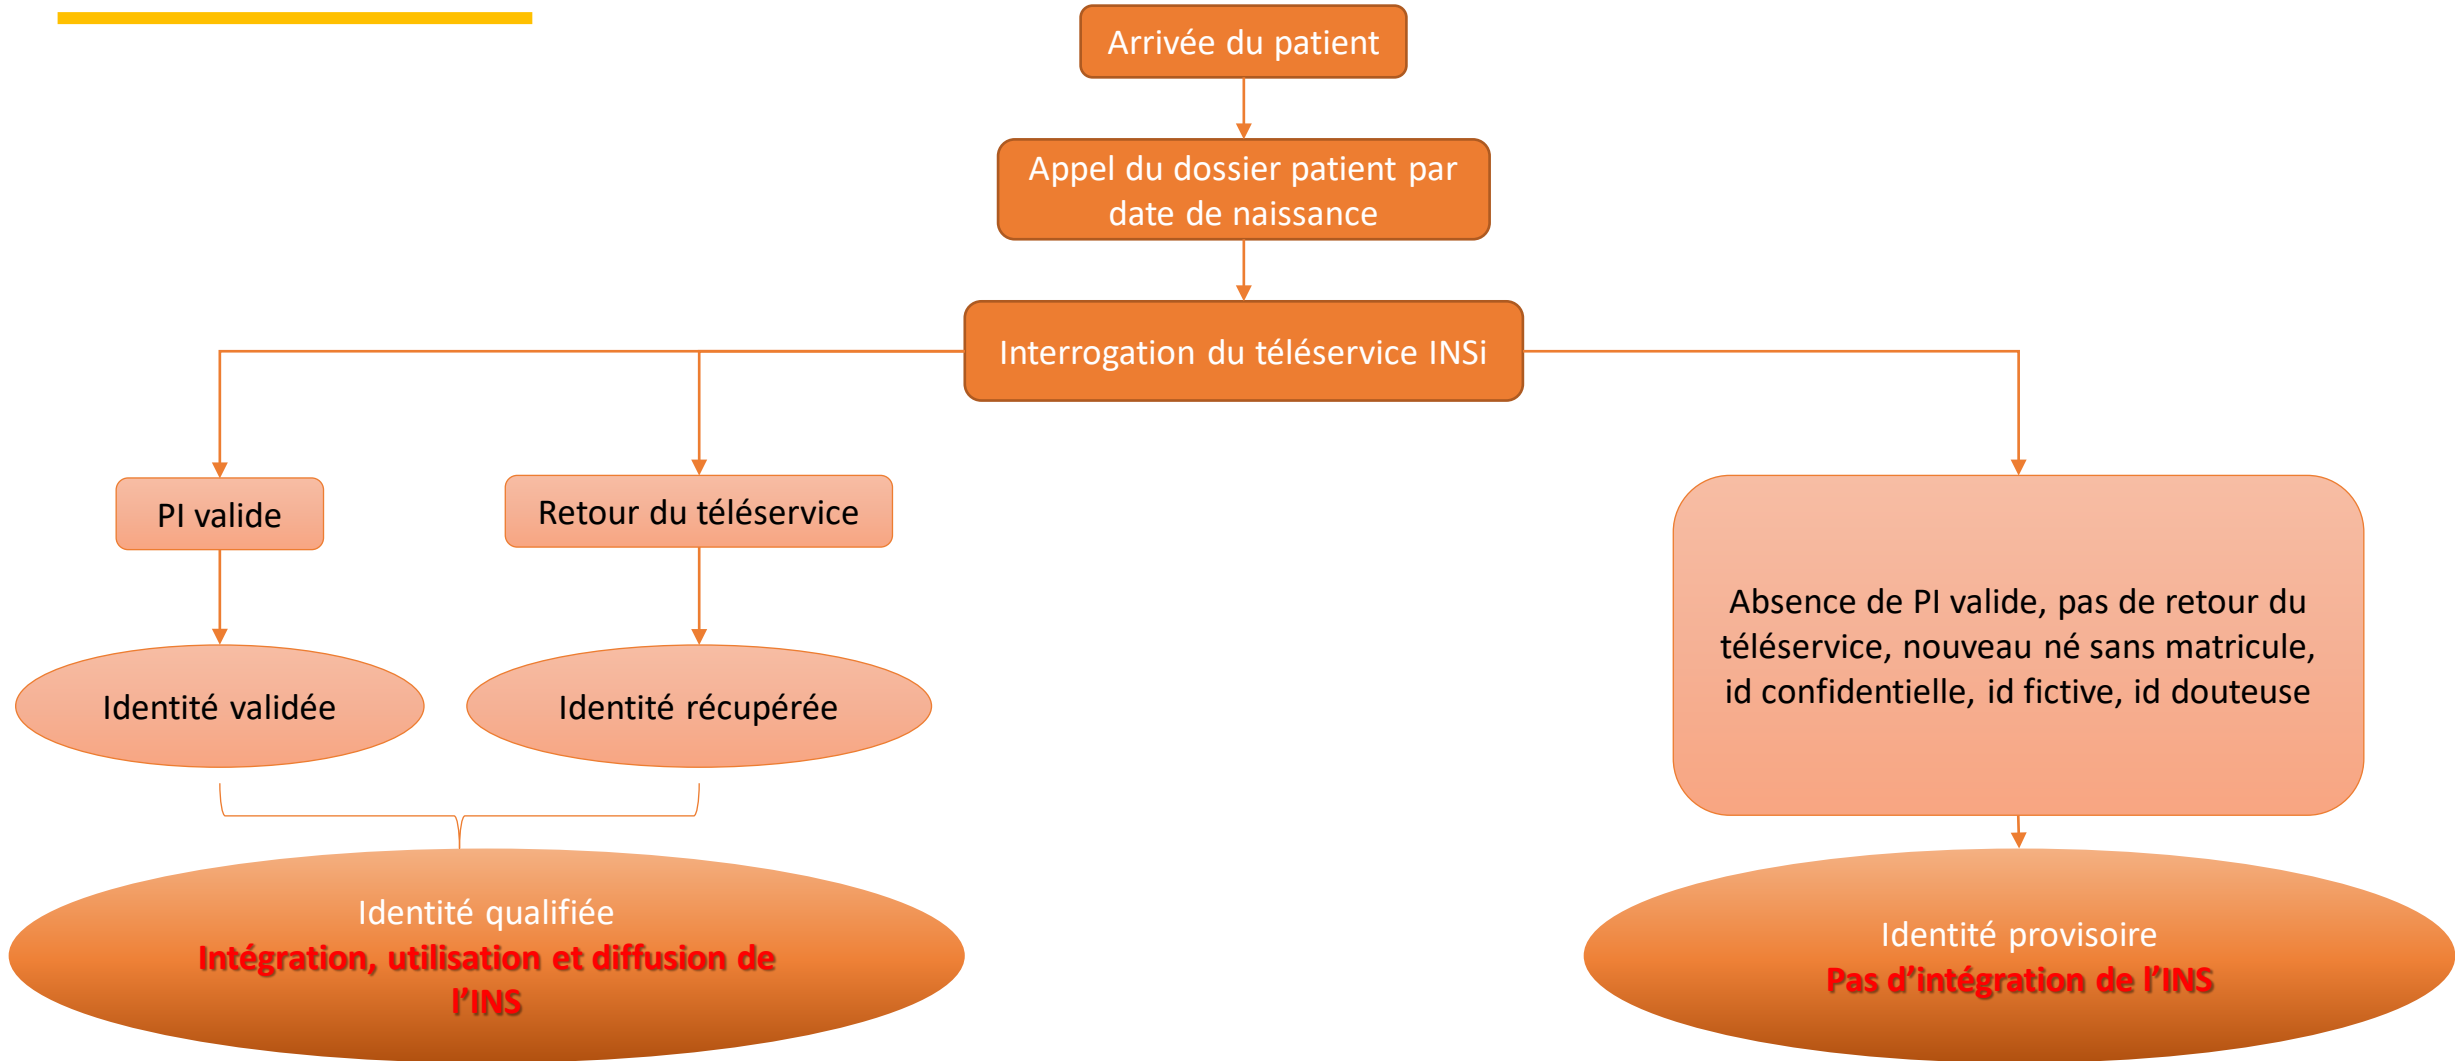 Arrivée du patient
Appel du dossier patient par
date de naissance
Interrogation du téléservice INSi
PI valide
Retour du téléservice
Identité validée
Identité récupérée
Identité qualifiée
Intégration, utilisation et diffusion de
l’INS
Absence de PI valide, pas de retour du
téléservice, nouveau né sans matricule,
id confidentielle, id fictive, id douteuse
Identité provisoire
Pas d’intégration de l’INS